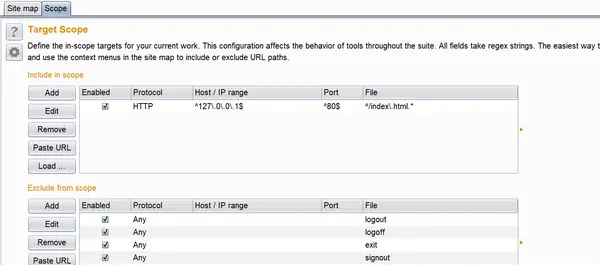 Site map Scope
Target Scope
Define the in-scope targets for your current work. This configuration affects the behavior of tools throughout the suite. All fields take regex strings. The easiest way t
and use the context menus in the site map to include or exclude URL paths.
Include in scope
Add Enabled Protocol Host / IP range Port File
HTTP ^127\.0\.0\.1$ ^80$ ^/index\.html.*
Edit
Remove
Paste URL
Load ...
Exclude from scope
Add Enabled Protocol Host / IP range Port File
Any logout
Edit
Any logoff
Remove
Any exit
Paste URL
Any signout